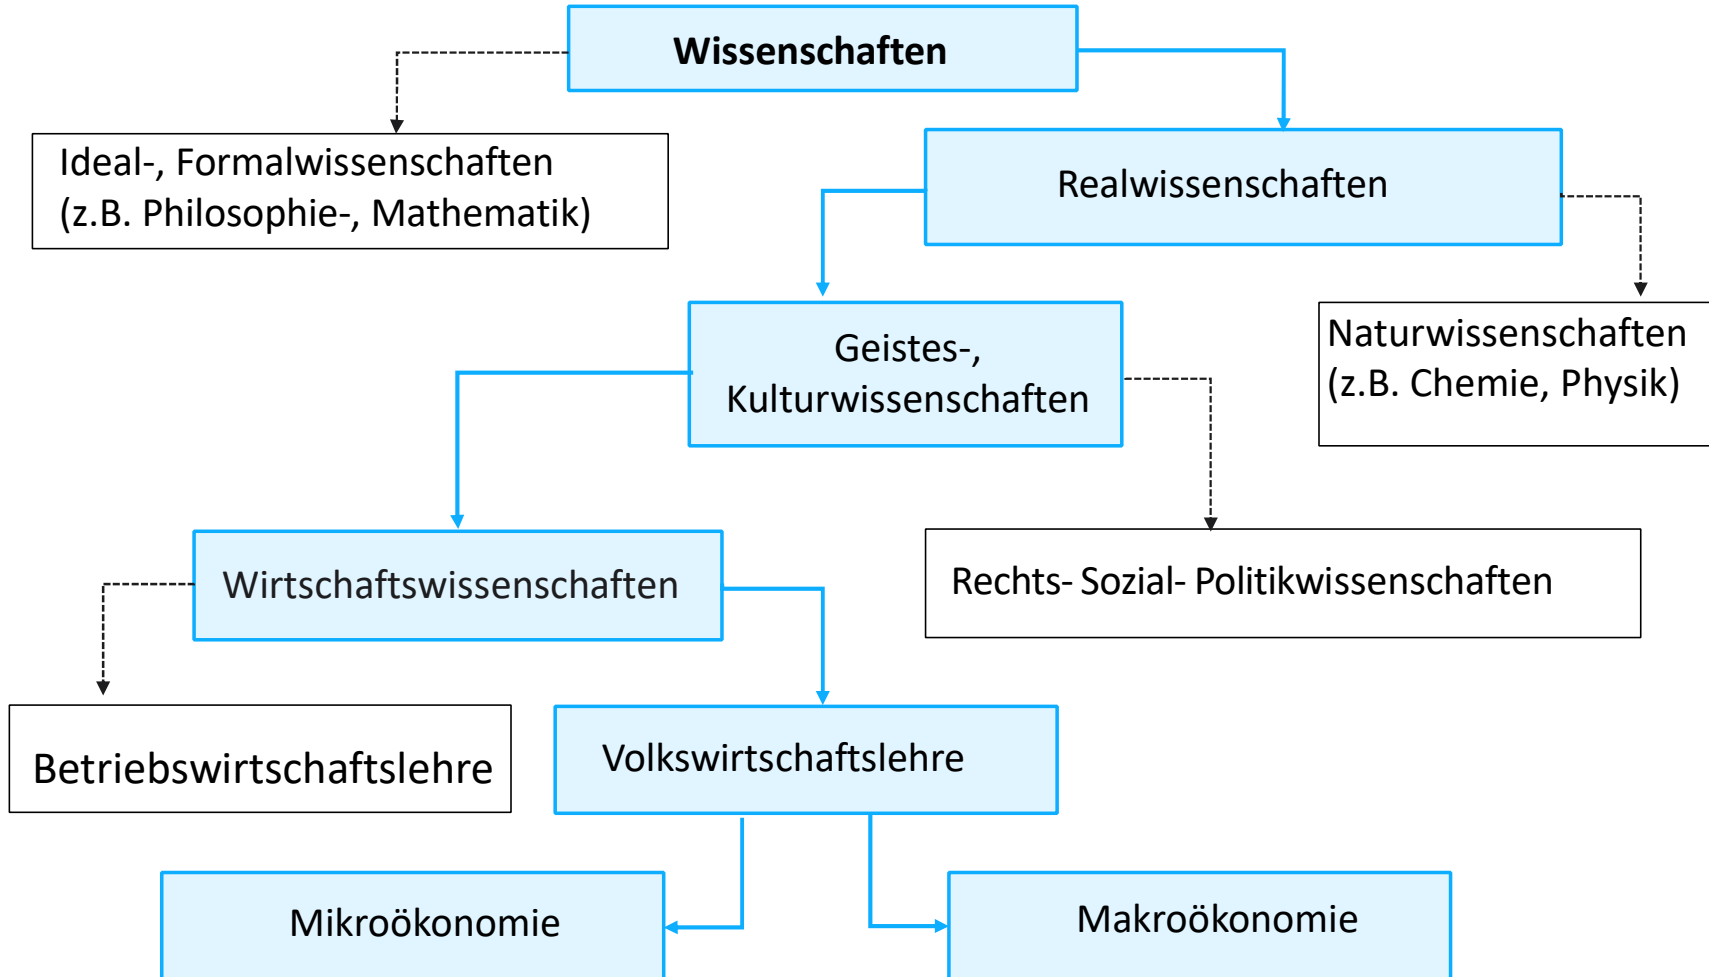 Wissenschaften
Ideal-, Formalwissenschaften
(z.B. Philosophie-, Mathematik)
Realwissenschaften
Geistes-,
Kulturwissenschaften
Naturwissenschaften
(z.B. Chemie, Physik)
Wirtschaftswissenschaften
Rechts- Sozial- Politikwissenschaften
Betriebswirtschaftslehre
Volkswirtschaftslehre
Mikroökonomie
Makroökonomie